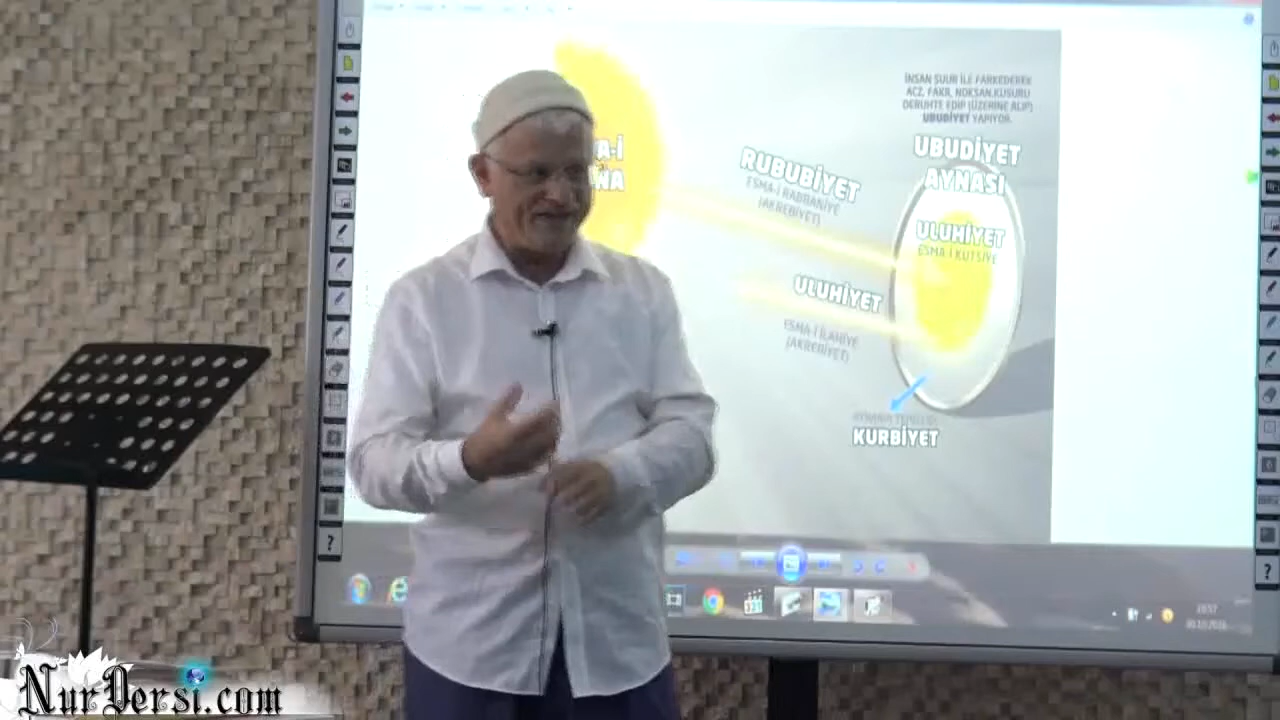 İNSAN ŞUUR İLE FARKEDEREK
ACZ, FAKR, NOKSAN, KUSURU
DERUHTE EDİP (ÜZERİNE ALIP)
UBUDİYET YAPIYOR.
UBUDİYET
AYNASI
A-İ
NA
RUBUBİYET
ESMA-İ RABBANİYE
(AKREBİYET)
ULUHİYET
ESMA-İ KUTSİYE
ULUHİYET
ESMA-İ İLAHİYE
(AKREBİYET)
KURBİYET
?
?
NurDersi.com